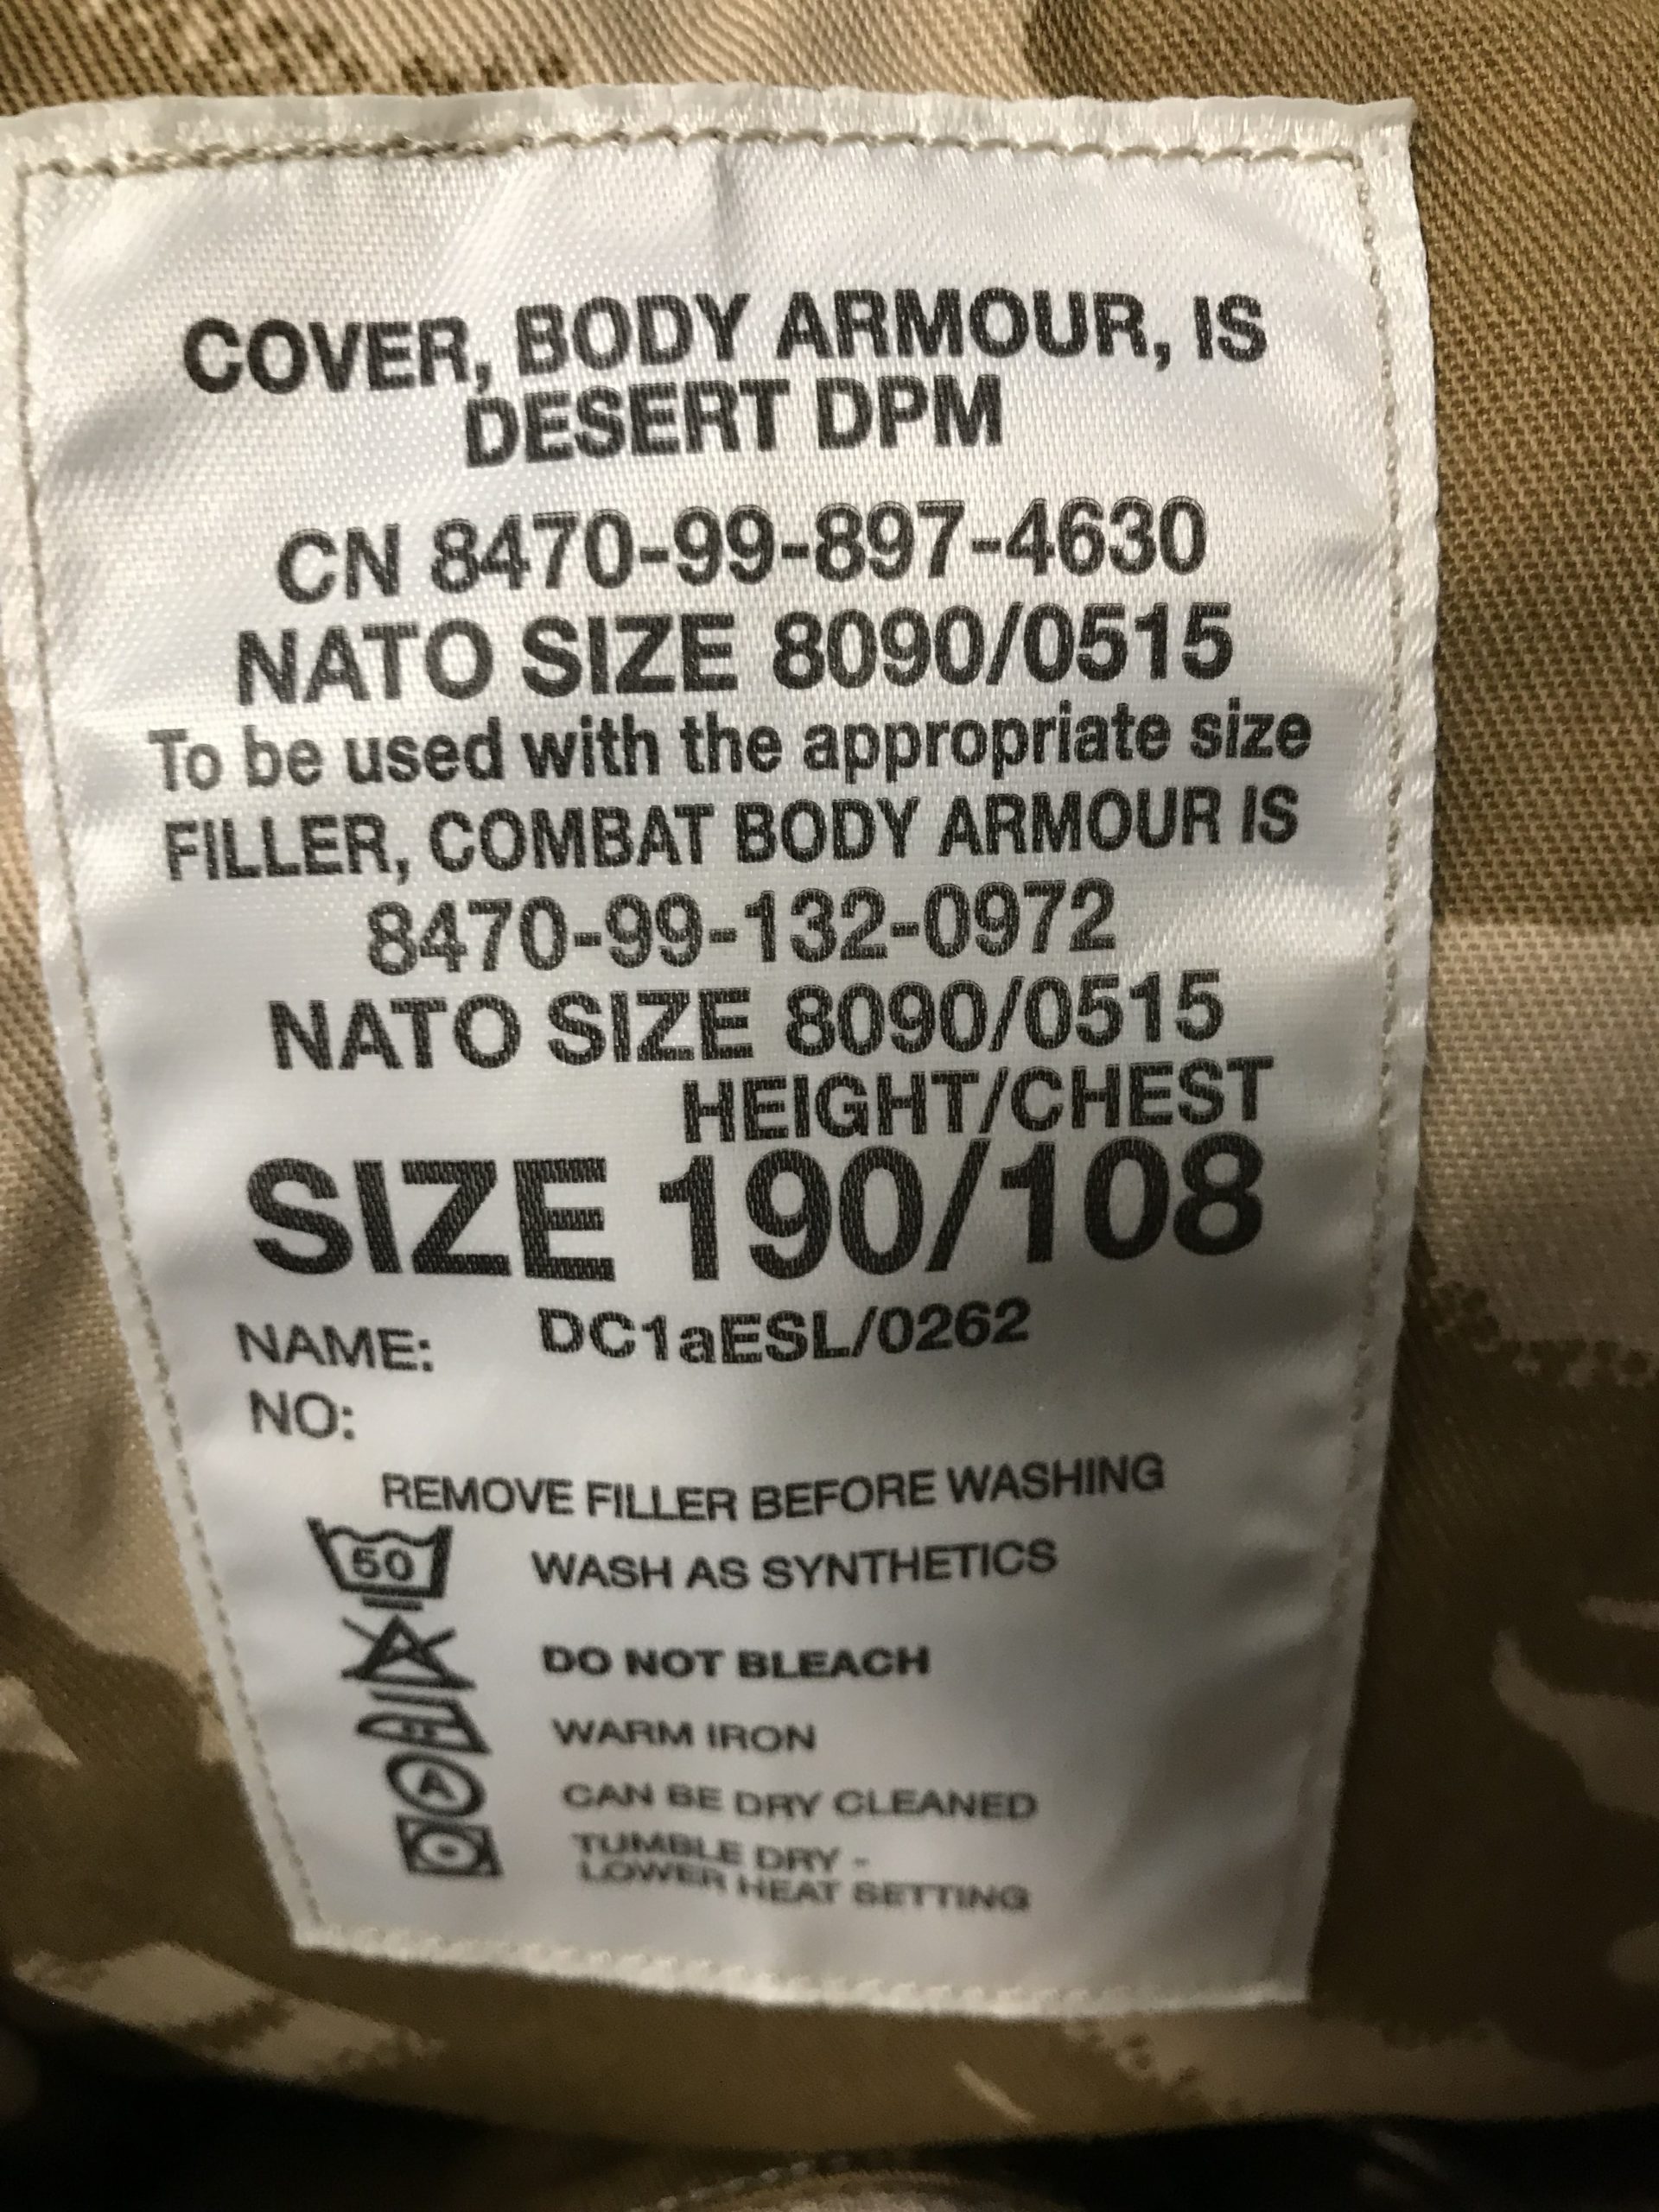 COVER, BODY ARMOUR, IS
DESERT DPM
CN 8470-99-897-4630
NATO SIZE 8090/0515
To be used with the appropriate size
FILLER, COMBAT BODY ARMOUR IS
8470-99-132-0972
NATO SIZE 8090/0515
HEIGHT/CHEST
SIZE 190/108
NAME: DC1aESL/0262
NO:
REMOVE FILLER BEFORE WASHING
50 WASH AS SYNTHETICS
DO NOT BLEACH
WARM IRON
A CAN BE DRY CLEANED
TUMBLE DRY -
LOWER HEAT SETTING